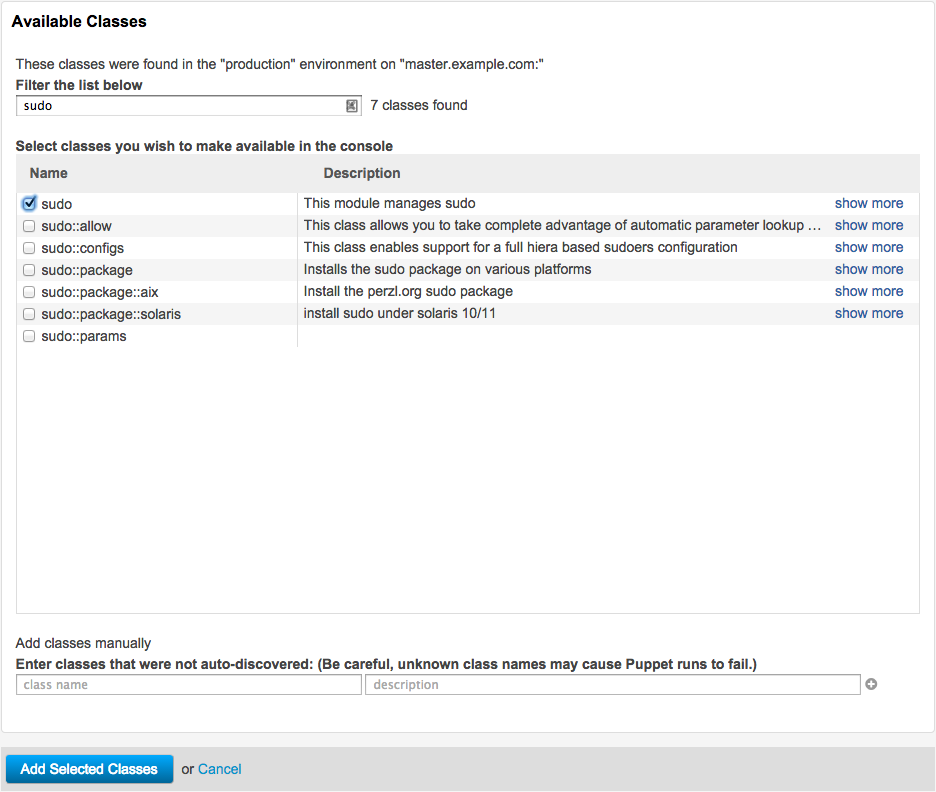 Available Classes
These classes were found in the "production" environment on "master.example.com:"
Filter the list below
sudo 7 classes found
Select classes you wish to make available in the console
Name Description
sudo This module manages sudo show more
sudo::allow This class allows you to take complete advantage of automatic parameter lookup ... show more
sudo::configs This class enables support for a full hiera based sudoers configuration show more
sudo::package Installs the sudo package on various platforms show more
sudo::package::aix Install the perzl.org sudo package show more
sudo::package::solaris install sudo under solaris 10/11 show more
sudo::params
Add classes manually
Enter classes that were not auto-discovered: (Be careful, unknown class names may cause Puppet runs to fail.)
class name description
Add Selected Classes or Cancel